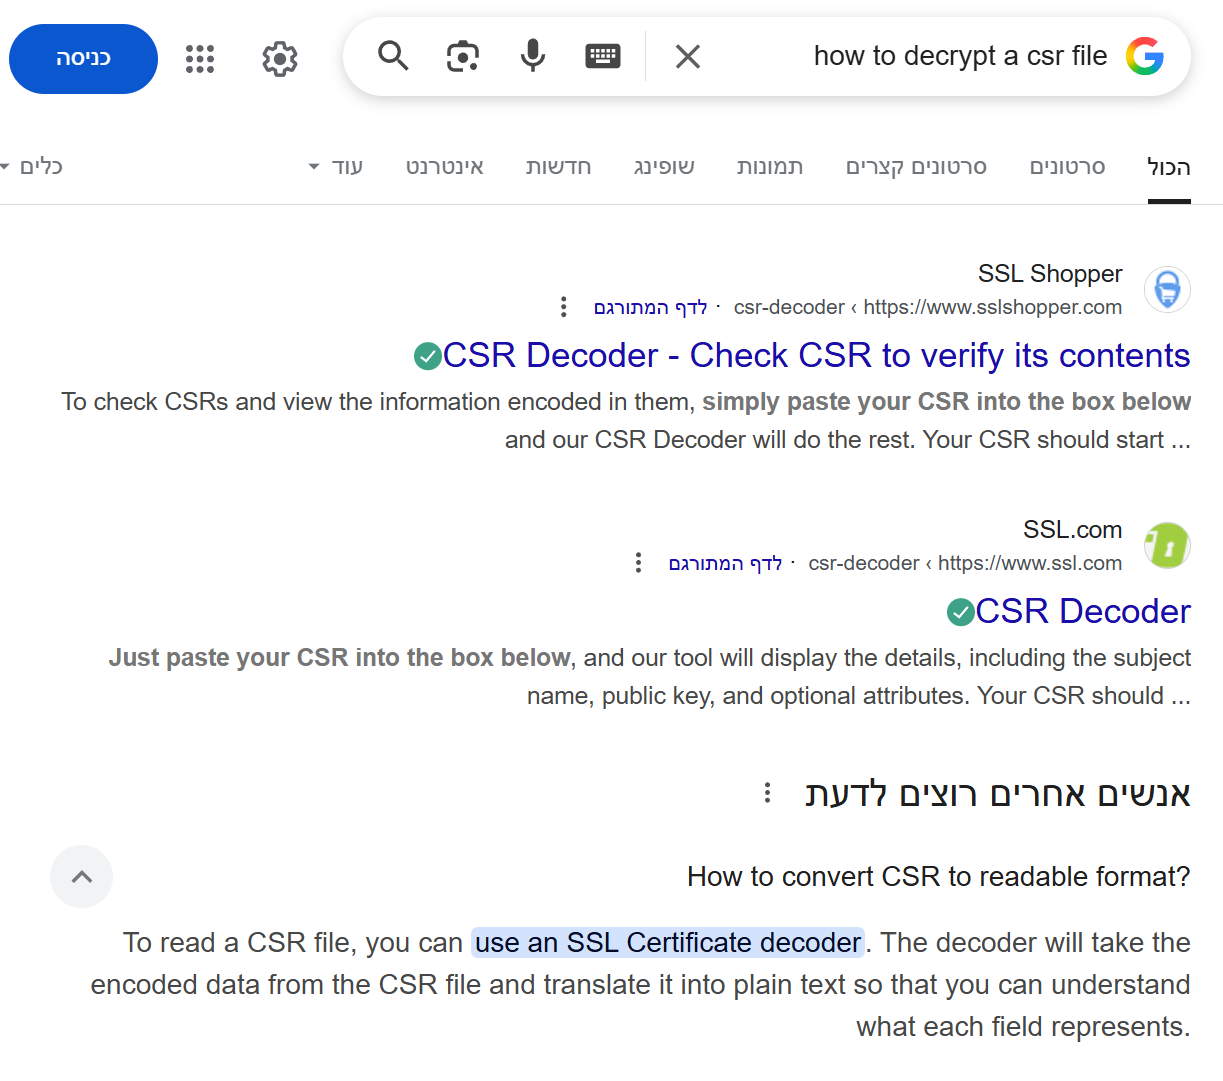 how to decrypt a csr file
כניסה
הכול
סרטונים
סרטונים קצרים
תמונות
שופינג
חדשות
אינטרנט
עוד
כלים
SSL Shopper
https://www.sslshopper.com › csr-decoder · לדף המתורגם
CSR Decoder - Check CSR to verify its contents
To check CSRs and view the information encoded in them, simply paste your CSR into the box below
and our CSR Decoder will do the rest. Your CSR should start ...
SSL.com
https://www.ssl.com › csr-decoder · לדף המתורגם
CSR Decoder
Just paste your CSR into the box below, and our tool will display the details, including the subject
name, public key, and optional attributes. Your CSR should ...
אנשים אחרים רוצים לדעת
How to convert CSR to readable format?
To read a CSR file, you can use an SSL Certificate decoder. The decoder will take the
encoded data from the CSR file and translate it into plain text so that you can understand
what each field represents.